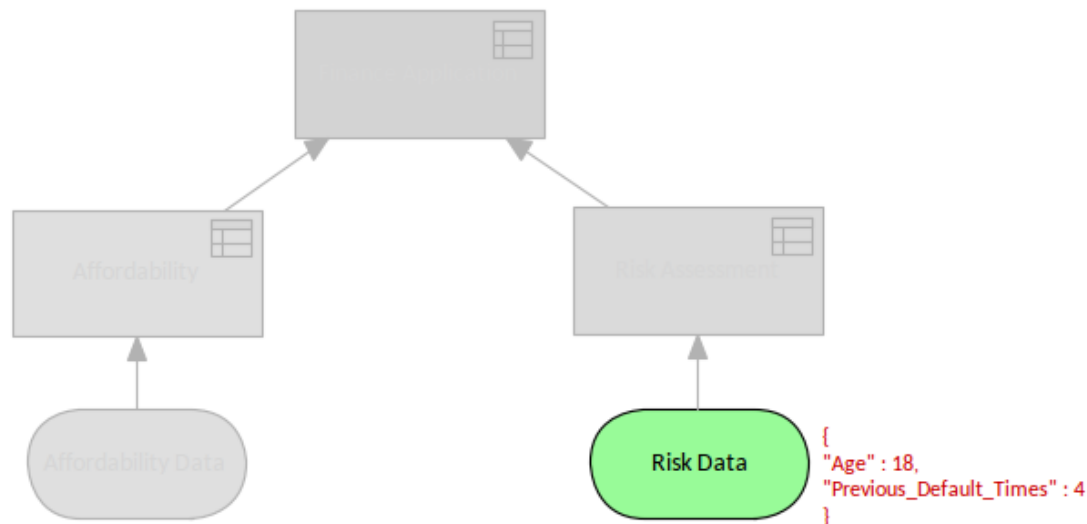 Affordability
Risk Assessment
Affordability Data
Risk Data
{
"Age" : 18,
"Previous_Default_Times" : 4
}